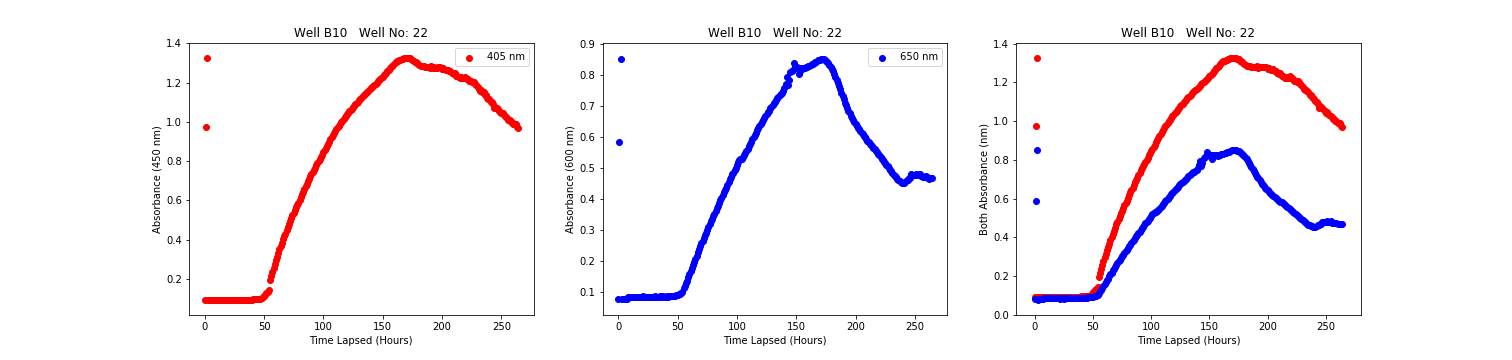 Well B10 Well No: 22
405 nm
Absorbance (450 nm)
1.4
1.2
1.0
0.8
0.6
0.4
0.2
0 50 100 150 200 250
Time Lapsed (Hours)
Well B10 Well No: 22
650 nm
Absorbance (600 nm)
0.9
0.8
0.7
0.6
0.5
0.4
0.3
0.2
0.1
0 50 100 150 200 250
Time Lapsed (Hours)
Well B10 Well No: 22
Both Absorbance (nm)
1.4
1.2
1.0
0.8
0.6
0.4
0.2
0.0
0 50 100 150 200 250
Time Lapsed (Hours)